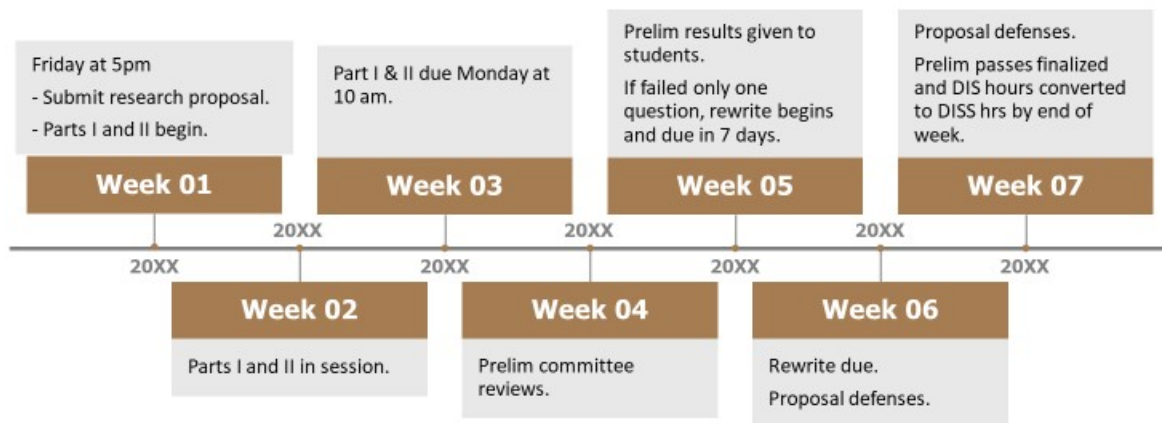 Friday at 5pm
- Submit research proposal.
- Parts I and II begin.
Week 01
Part I & II due Monday at
10 am.
Week 03
Prelim results given to
students.
If failed only one
question, rewrite begins
and due in 7 days.
Week 05
Proposal defenses.
Prelim passes finalized
and DIS hours converted
to DISS hrs by end of
week.
Week 07
20XX
20XX
20XX
20XX
20XX
20XX
20XX
Week 02
Parts I and II in session.
Week 04
Prelim committee
reviews.
Week 06
Rewrite due.
Proposal defenses.